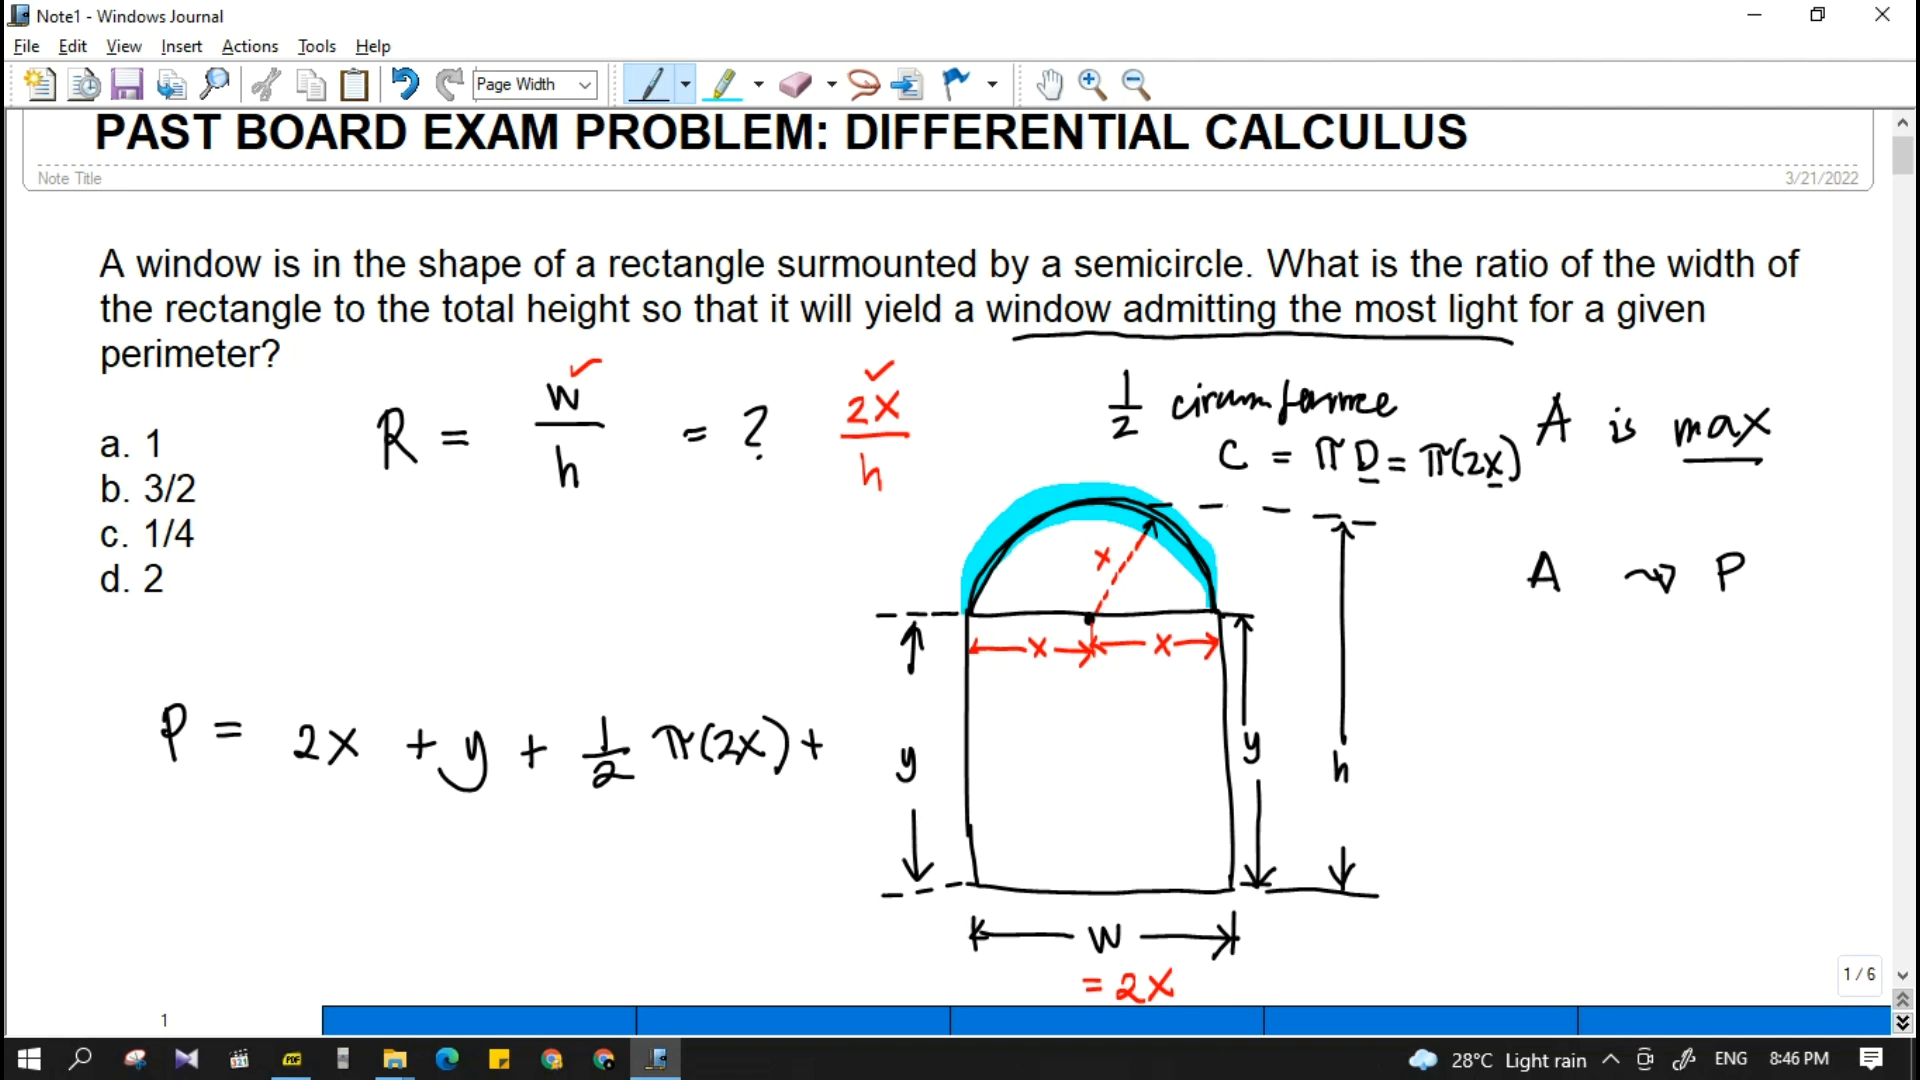 Note1 - Windows Journal
File Edit View Insert Actions Tools Help
Page Width
PAST BOARD EXAM PROBLEM: DIFFERENTIAL CALCULUS
Note Title
3/21/2022
A window is in the shape of a rectangle surmounted by a semicircle. What is the ratio of the width of
the rectangle to the total height so that it will yield a window admitting the most light for a given
perimeter?
a. 1
b. 3/2
c. 1/4
d. 2
R = w/h = ? 2x/h
1/2 circumference
C = πD = π(2x)
A is max
A → P
x
x x
y y h
P = 2x + y + 1/2 π(2x) +
w
= 2x
1 / 6
1
28°C Light rain ENG 8:46 PM